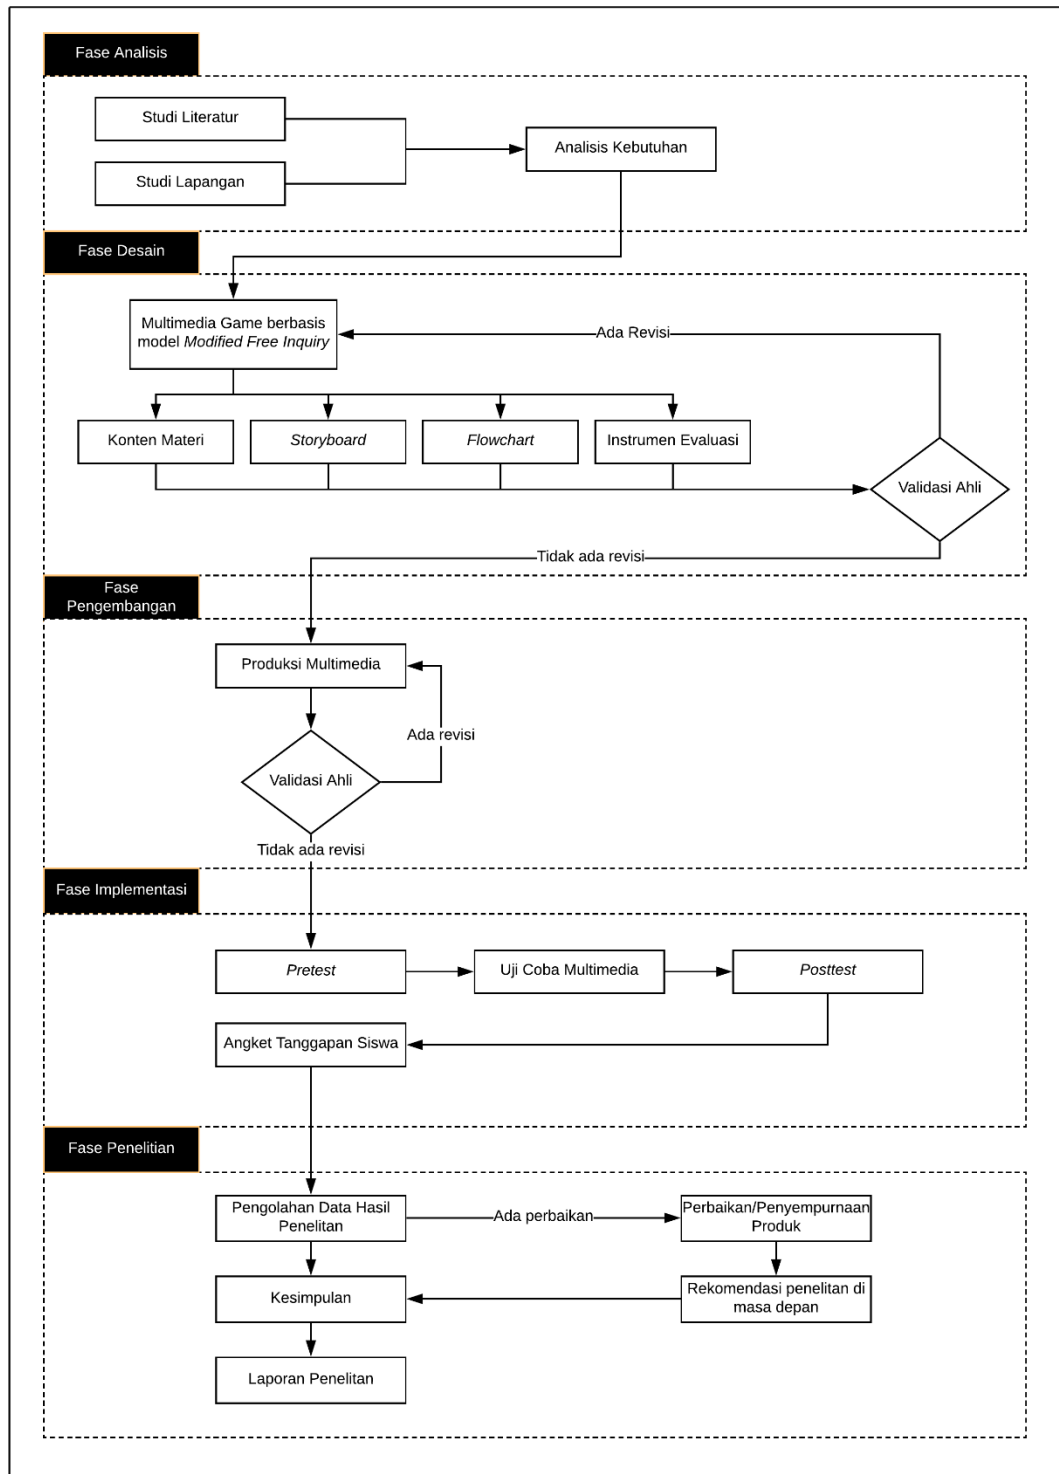 Fase Analisis
Studi Literatur
Analisis Kebutuhan
Studi Lapangan
Fase Desain
Multimedia Game berbasis
model Modified Free Inquiry
Ada Revisi
Konten Materi
Storyboard
Flowchart
Instrumen Evaluasi
Validasi Ahli
Tidak ada revisi
Fase
Pengembangan
Produksi Multimedia
Ada revisi
Validasi Ahli
Tidak ada revisi
Fase Implementasi
Pretest
Uji Coba Multimedia
Posttest
Angket Tanggapan Siswa
Fase Penelitian
Pengolahan Data Hasil
Penelitan
Ada perbaikan
Perbaikan/Penyempurnaan
Produk
Kesimpulan
Rekomendasi penelitan di
masa depan
Laporan Penelitan